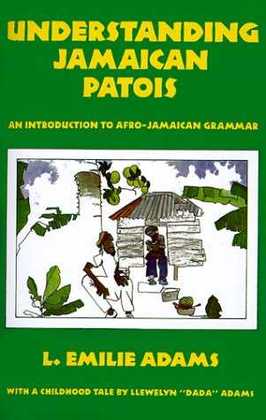 UNDERSTANDING
JAMAICAN
PATOIS
AN INTRODUCTION TO AFRO-JAMAICAN GRAMMAR
L. EMILIE ADAMS
WITH A CHILDHOOD TALE BY LLEWELYN "DADA" ADAMS